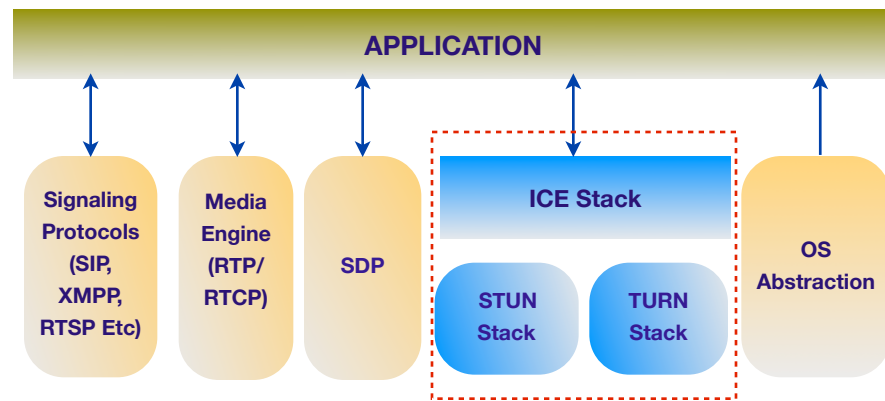 APPLICATION
Signaling
Protocols
(SIP,
XMPP,
RTSP Etc)
Media
Engine
(RTP/
RTCP)
SDP
ICE Stack
STUN
Stack
TURN
Stack
OS
Abstraction